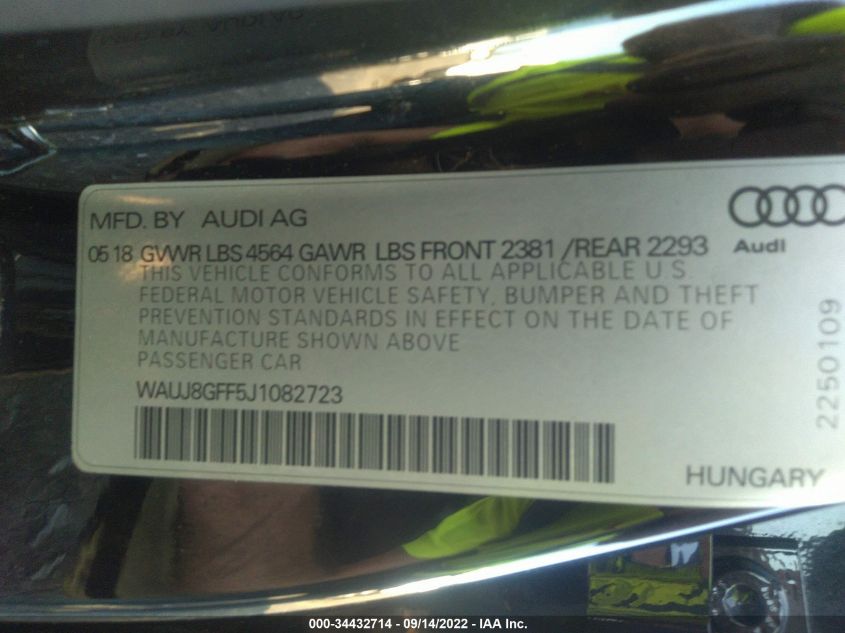 MFD. BY AUDI AG
05 18 GVWR LBS 4564 GAWR LBS FRONT 2381 /REAR 2293
Audi
THIS VEHICLE CONFORMS TO ALL APPLICABLE U.S.
FEDERAL MOTOR VEHICLE SAFETY, BUMPER AND THEFT
PREVENTION STANDARDS IN EFFECT ON THE DATE OF
MANUFACTURE SHOWN ABOVE
PASSENGER CAR
WAUJ8GFF5J1082723
2250109
HUNGARY
000-34432714 - 09/14/2022 - IAA Inc.